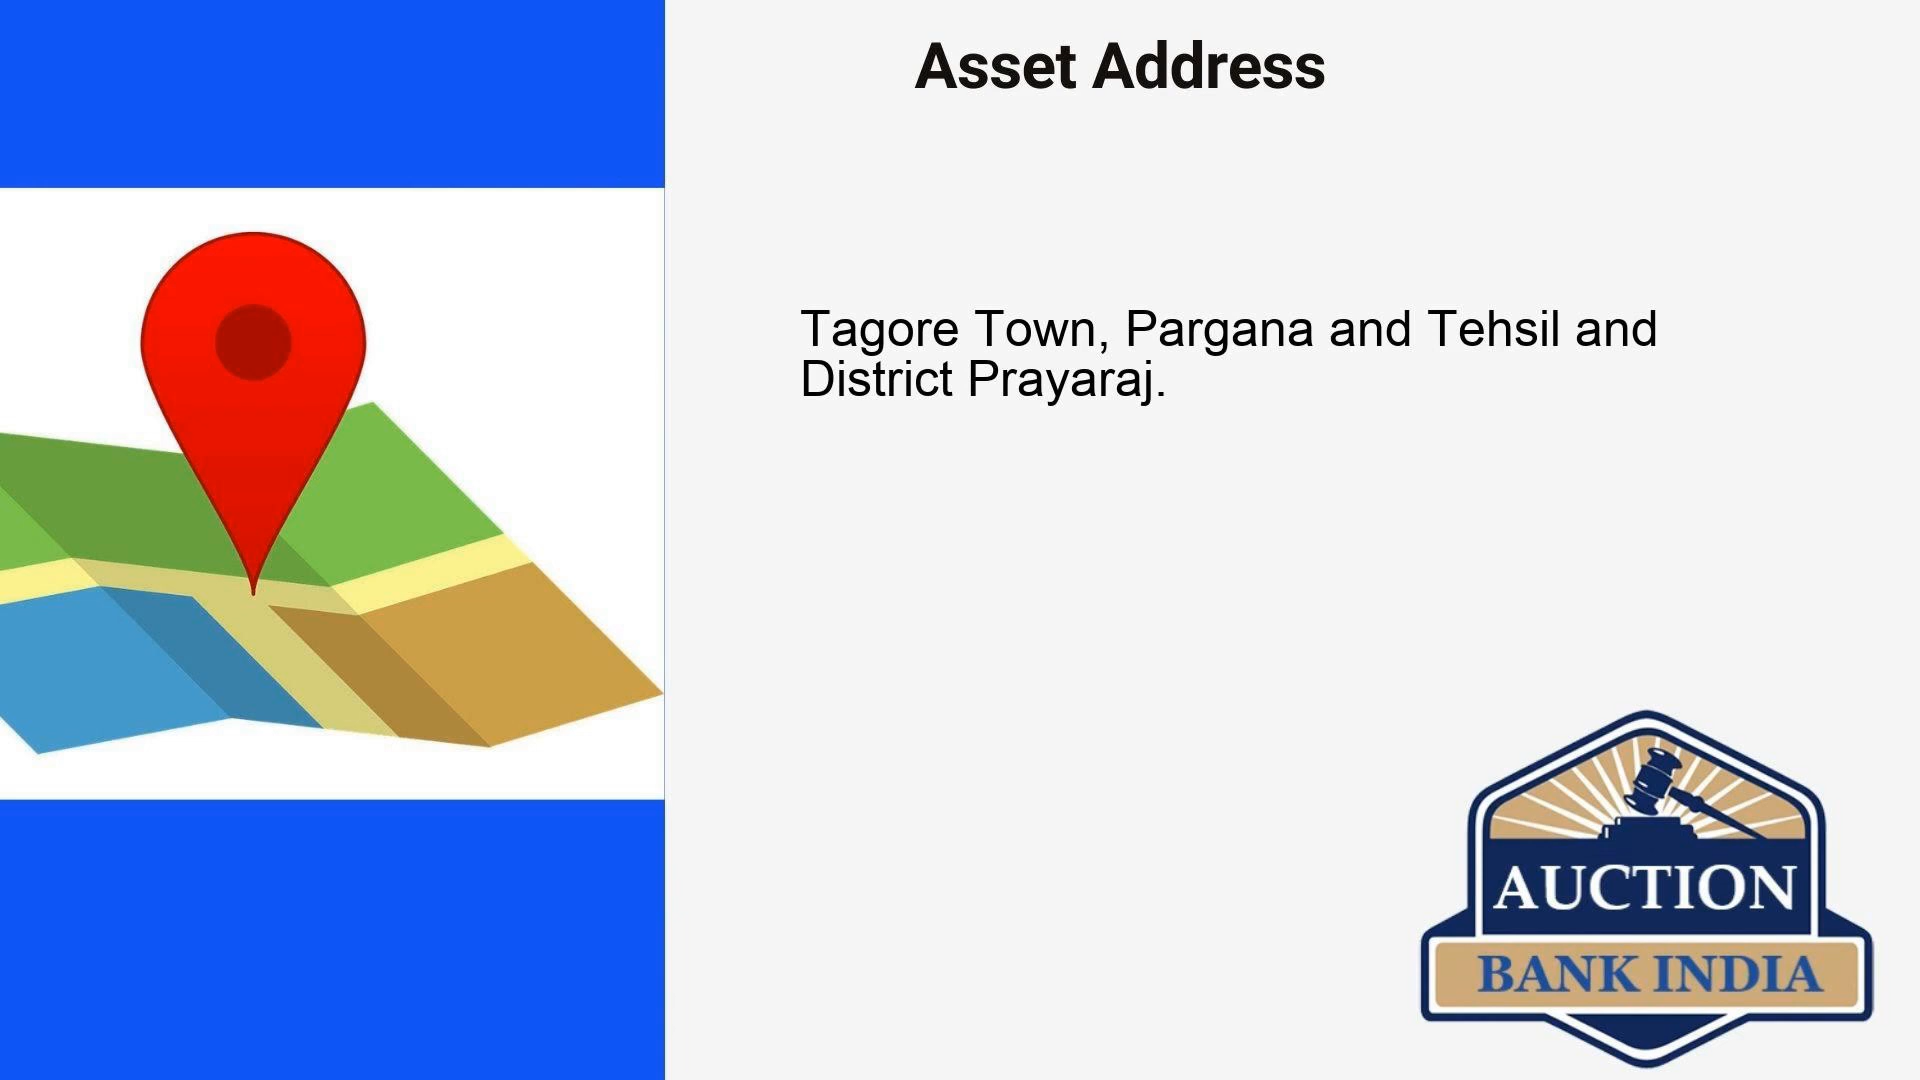 Asset Address
Tagore Town, Pargana and Tehsil and
District Prayaraj.
AUCTION
BANK INDIA